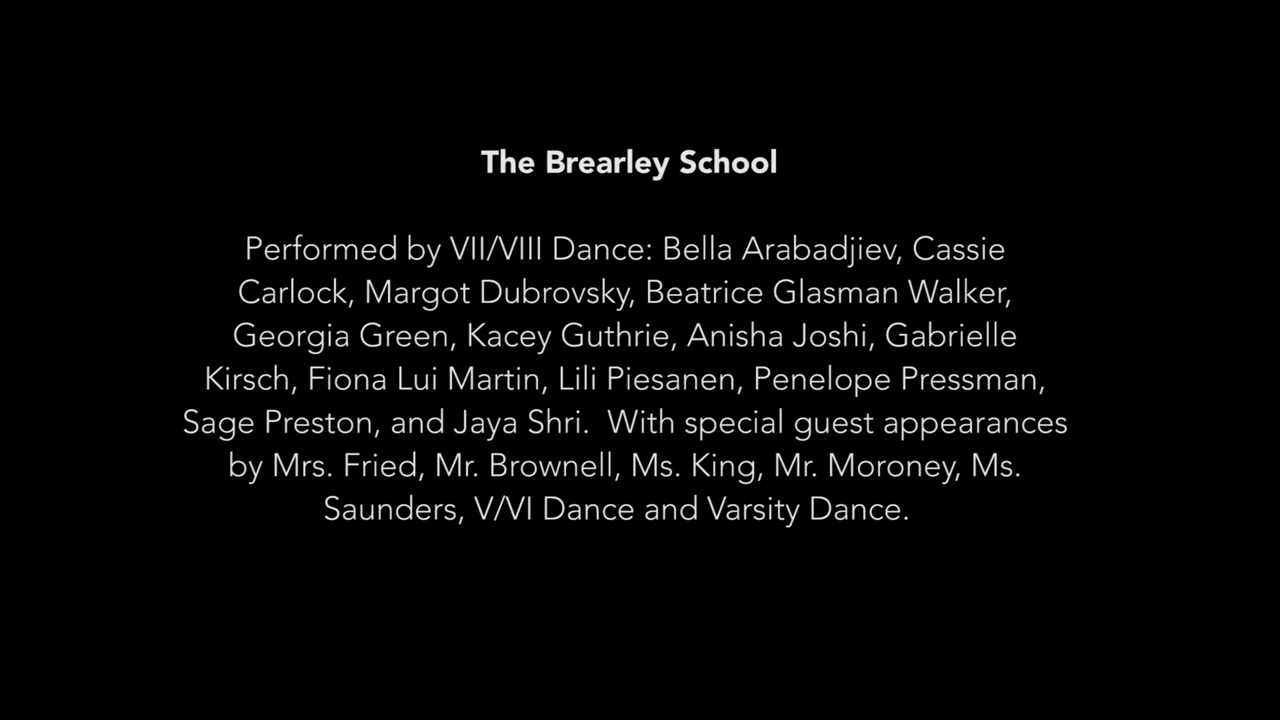 The Brearley School
Performed by VII/VIII Dance: Bella Arabadjiev, Cassie
Carlock, Margot Dubrovsky, Beatrice Glasman Walker,
Georgia Green, Kacey Guthrie, Anisha Joshi, Gabrielle
Kirsch, Fiona Lui Martin, Lili Piesanen, Penelope Pressman,
Sage Preston, and Jaya Shri.  With special guest appearances
by Mrs. Fried, Mr. Brownell, Ms. King, Mr. Moroney, Ms.
Saunders, V/VI Dance and Varsity Dance.